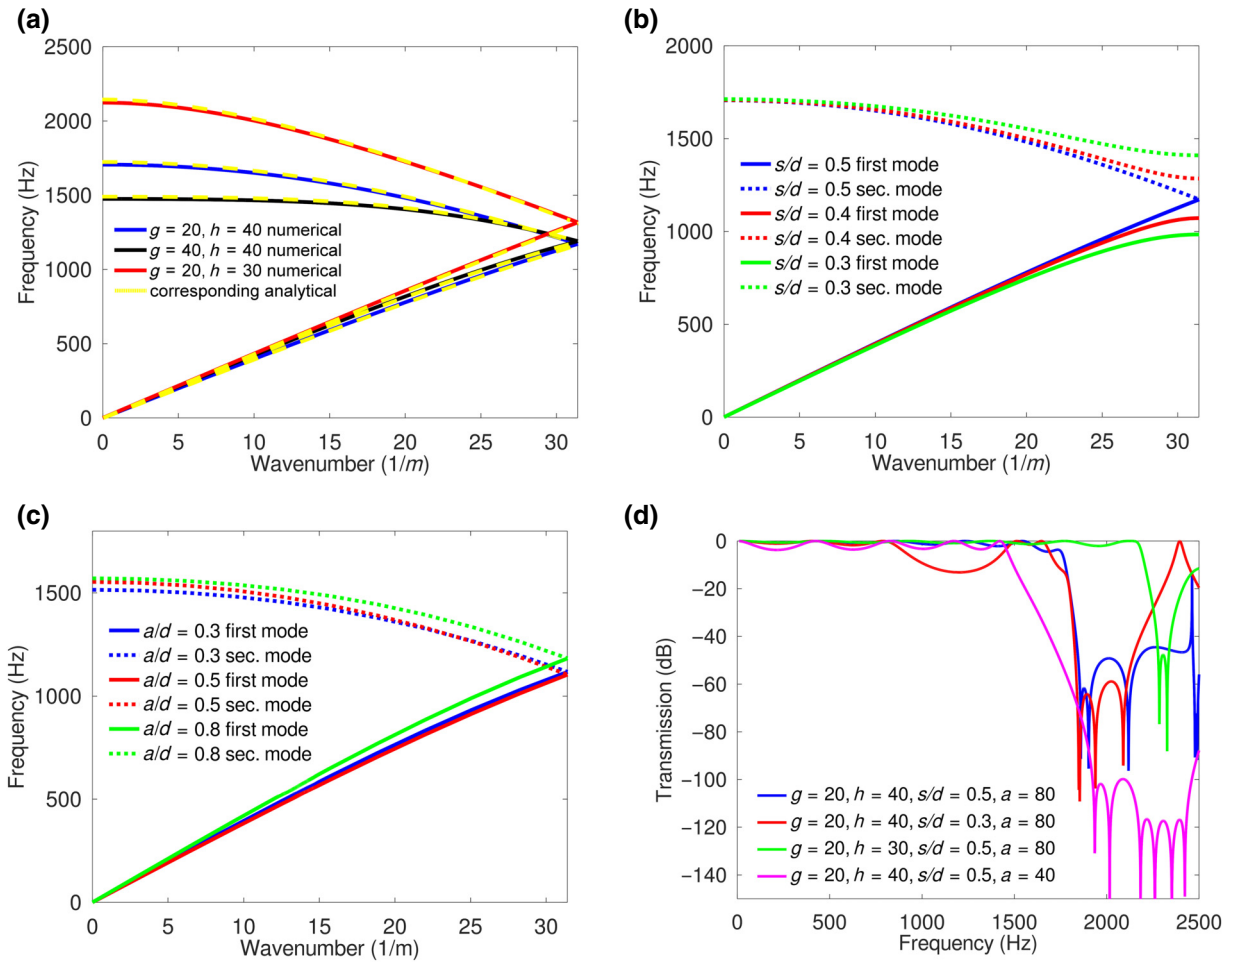 (a)
2500
2000
1500
1000
500
0
Frequency (Hz)
g = 20, h = 40 numerical
g = 40, h = 40 numerical
g = 20, h = 30 numerical
corresponding analytical
0 5 10 15 20 25 30
Wavenumber (1/m)
(b)
2000
1500
1000
500
0
Frequency (Hz)
s/d = 0.5 first mode
s/d = 0.5 sec. mode
s/d = 0.4 first mode
s/d = 0.4 sec. mode
s/d = 0.3 first mode
s/d = 0.3 sec. mode
0 5 10 15 20 25 30
Wavenumber (1/m)
(c)
1500
1000
500
0
Frequency (Hz)
a/d = 0.3 first mode
a/d = 0.3 sec. mode
a/d = 0.5 first mode
a/d = 0.5 sec. mode
a/d = 0.8 first mode
a/d = 0.8 sec. mode
0 5 10 15 20 25 30
Wavenumber (1/m)
(d)
0
−20
−40
−60
−80
−100
−120
−140
Transmission (dB)
g = 20, h = 40, s/d = 0.5, a = 80
g = 20, h = 40, s/d = 0.3, a = 80
g = 20, h = 30, s/d = 0.5, a = 80
g = 20, h = 40, s/d = 0.5, a = 40
0 500 1000 1500 2000 2500
Frequency (Hz)